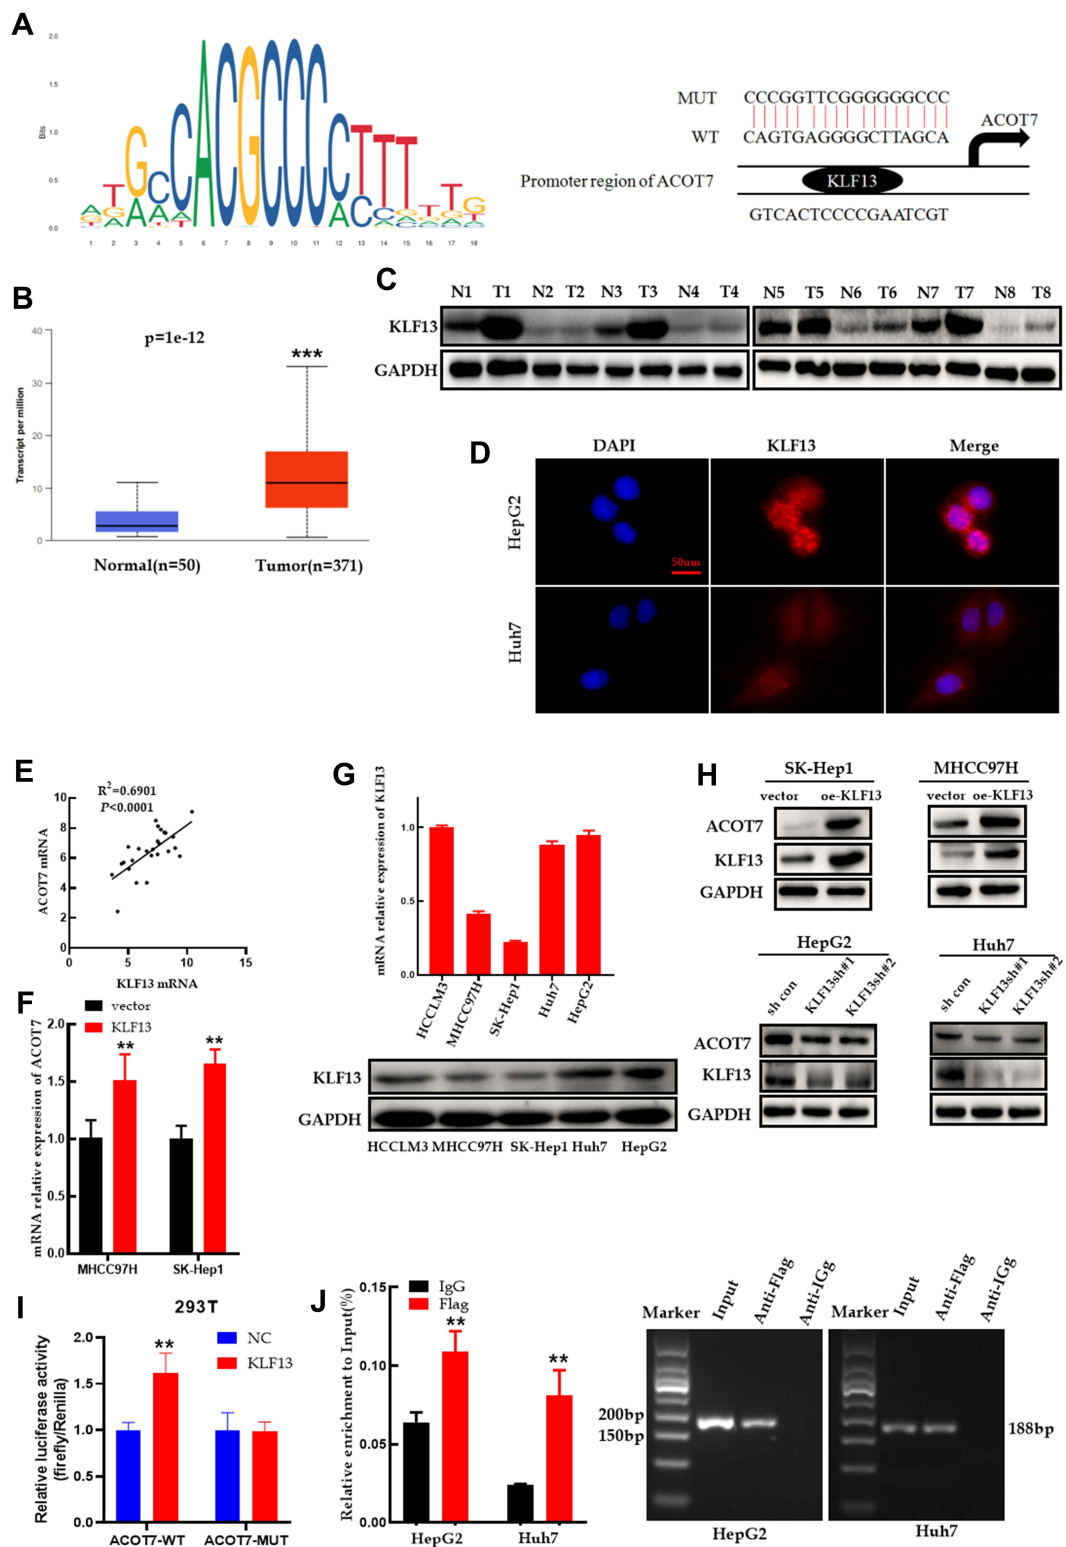 A
Bits
2.0
1.5
1.0
0.5
0.0
1 2 3 4 5 6 7 8 9 10 11 12 13 14 15 16 17 18
MUT CCCGGTTCGGGGGGCCC
WT CAGTGAGGGGCTTAGCA
ACOT7
Promoter region of ACOT7
KLF13
GTCACTCCCCGAATCGT
B
p=1e-12
***
Transcript per million
40
30
20
10
0
Normal(n=50) Tumor(n=371)
C
N1 T1 N2 T2 N3 T3 N4 T4 N5 T5 N6 T6 N7 T7 N8 T8
KLF13
GAPDH
D
DAPI KLF13 Merge
HepG2
50um
Huh7
E
R2=0.6901
P<0.0001
ACOT7 mRNA
10
8
6
4
2
0
0 5 10 15
KLF13 mRNA
F
vector
KLF13
mRNA relative expression of ACOT7
2.0
1.5
1.0
0.5
0.0
** **
MHCC97H SK-Hep1
G
mRNA relative expression of KLF13
1.0
0.5
0.0
HCCLM3 MHCC97H SK-Hep1 Huh7 HepG2
KLF13
GAPDH
HCCLM3 MHCC97H SK-Hep1 Huh7 HepG2
H
SK-Hep1 MHCC97H
vector oe-KLF13 vector oe-KLF13
ACOT7
KLF13
GAPDH
HepG2 Huh7
sh con KLF13sh#1 KLF13sh#2 sh con KLF13sh#1 KLF13sh#2
ACOT7
KLF13
GAPDH
I
293T
NC
KLF13
Relative luciferase activity
(firefly/Renilla)
2.0
1.5
1.0
0.5
0.0
**
ACOT7-WT ACOT7-MUT
J
IgG
Flag
Relative enrichment to Input(%)
0.15
0.10
0.05
0.00
** **
HepG2 Huh7
Marker Input Anti-Flag Anti-IGg Marker Input Anti-Flag Anti-IGg
200bp
150bp
188bp
HepG2 Huh7